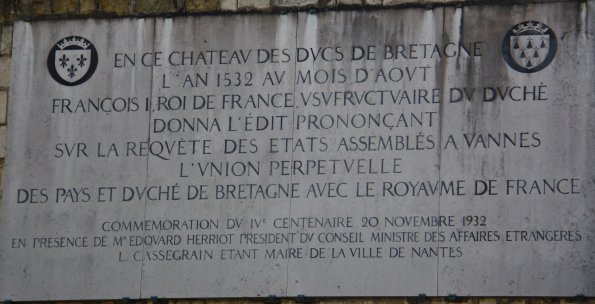 EN CE CHATEAV DES DVCS DE BRETAGNE
L'AN 1532 AV MOIS D'AOVT
FRANÇOIS I, ROI DE FRANCE, VSVFRVCTVAIRE DV DVCHÉ
DONNA L'ÉDIT PRONONÇANT
SVR LA REQVÊTE DES ETATS ASSEMBLÉS A VANNES
L'VNION PERPETVELLE
DES PAYS ET DVCHÉ DE BRETAGNE AVEC LE ROYAVME DE FRANCE
COMMEMORATION DV IVᵉ CENTENAIRE 20 NOVEMBRE 1932
EN PRESENCE DE Mʳ EDOVARD HERRIOT PRESIDENT DV CONSEIL MINISTRE DES AFFAIRES ETRANGERES
L. CASSEGRAIN ETANT MAIRE DE LA VILLE DE NANTES